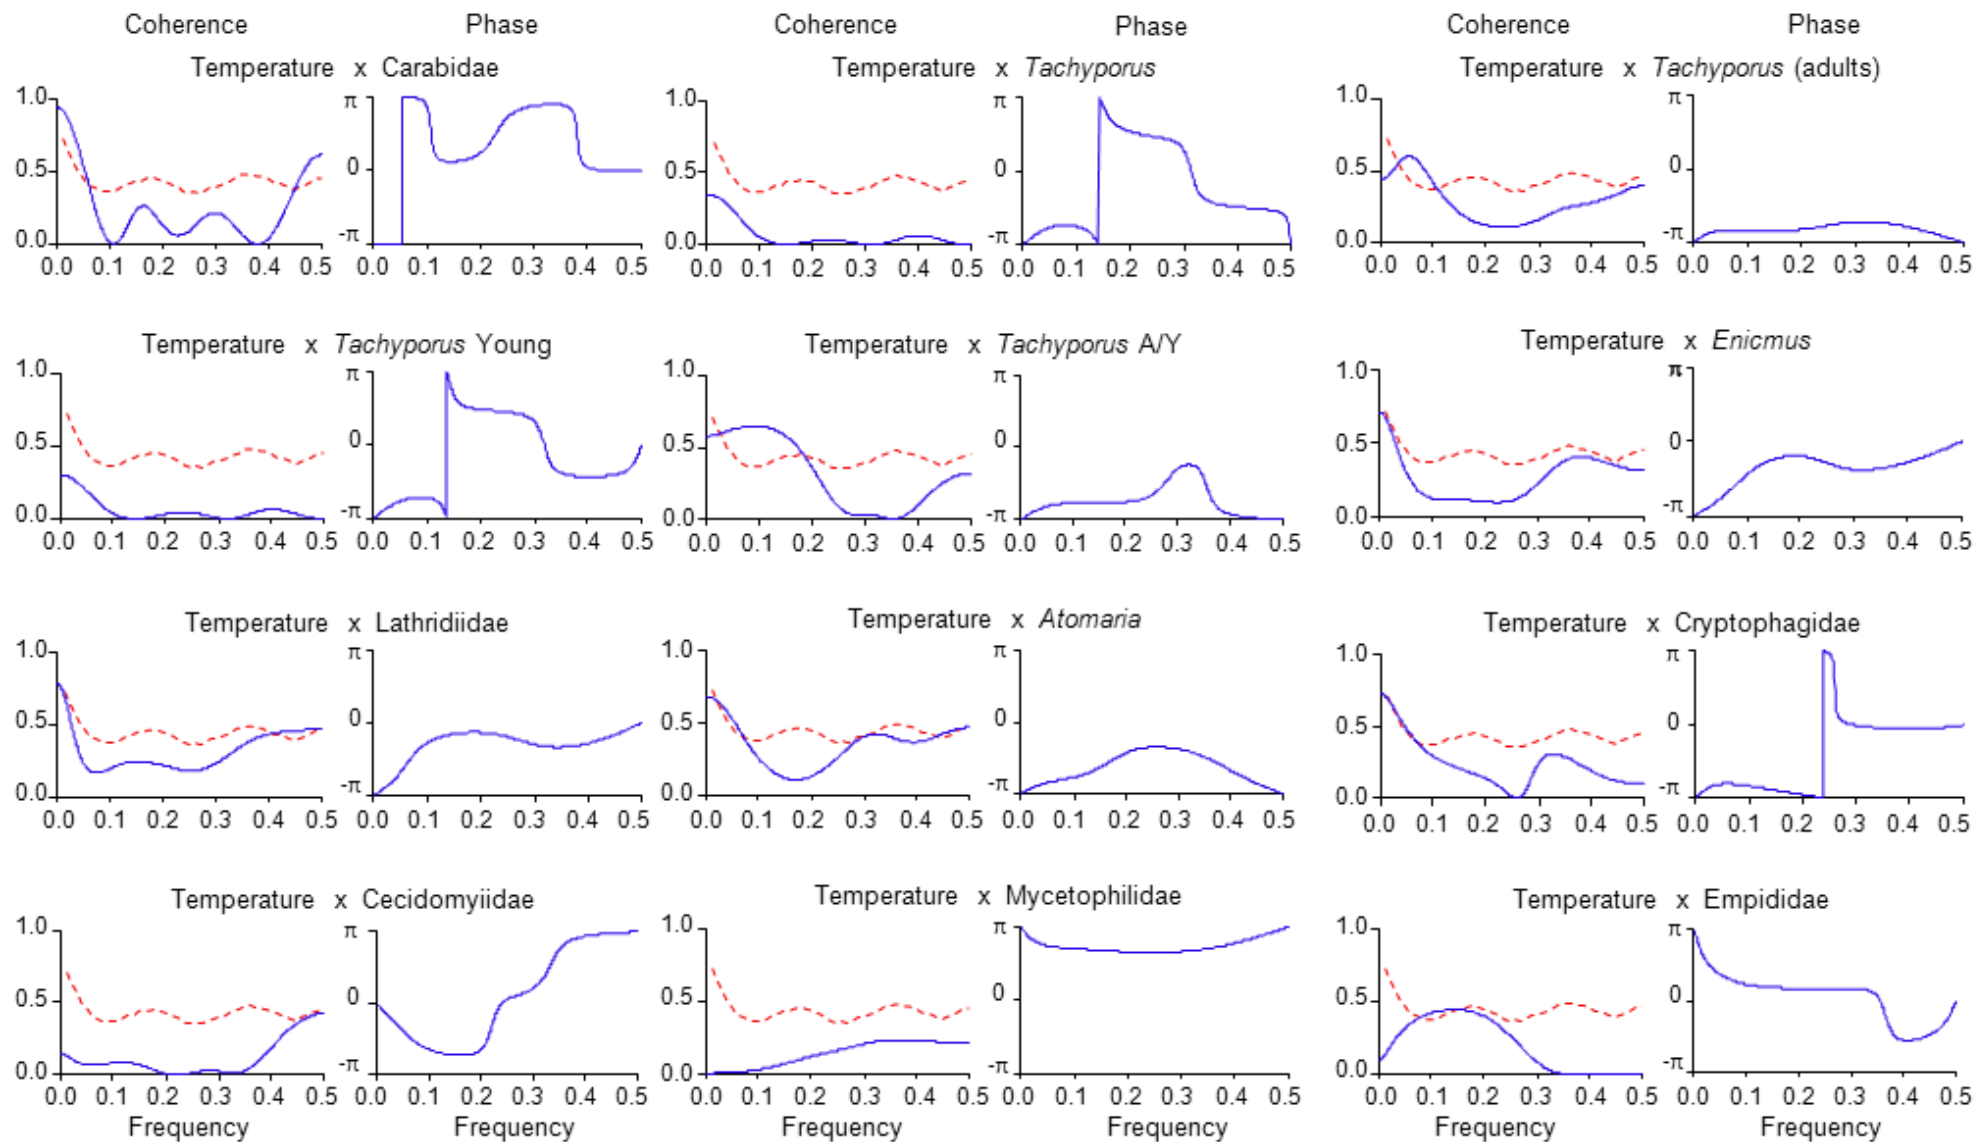 Coherence Phase Coherence Phase Coherence Phase
Temperature x Carabidae Temperature x Tachyporus Temperature x Tachyporus (adults)
1.0 π 1.0 π 1.0 π
0.5 0 0.5 0 0.5 0
0.0 -π 0.0 -π 0.0 -π
0.0 0.1 0.2 0.3 0.4 0.5 0.0 0.1 0.2 0.3 0.4 0.5 0.0 0.1 0.2 0.3 0.4 0.5 0.0 0.1 0.2 0.3 0.4 0.5 0.0 0.1 0.2 0.3 0.4 0.5 0.0 0.1 0.2 0.3 0.4 0.5
Temperature x Tachyporus Young Temperature x Tachyporus A/Y Temperature x Enicmus
1.0 π 1.0 π 1.0 π
0.5 0 0.5 0 0.5 0
0.0 -π 0.0 -π 0.0 -π
0.0 0.1 0.2 0.3 0.4 0.5 0.0 0.1 0.2 0.3 0.4 0.5 0.0 0.1 0.2 0.3 0.4 0.5 0.0 0.1 0.2 0.3 0.4 0.5 0.0 0.1 0.2 0.3 0.4 0.5 0.0 0.1 0.2 0.3 0.4 0.5
Temperature x Lathridiidae Temperature x Atomaria Temperature x Cryptophagidae
1.0 π 1.0 π 1.0 π
0.5 0 0.5 0 0.5 0
0.0 -π 0.0 -π 0.0 -π
0.0 0.1 0.2 0.3 0.4 0.5 0.0 0.1 0.2 0.3 0.4 0.5 0.0 0.1 0.2 0.3 0.4 0.5 0.0 0.1 0.2 0.3 0.4 0.5 0.0 0.1 0.2 0.3 0.4 0.5 0.0 0.1 0.2 0.3 0.4 0.5
Temperature x Cecidomyiidae Temperature x Mycetophilidae Temperature x Empididae
1.0 π 1.0 π 1.0 π
0.5 0 0.5 0 0.5 0
0.0 -π 0.0 -π 0.0 -π
0.0 0.1 0.2 0.3 0.4 0.5 0.0 0.1 0.2 0.3 0.4 0.5 0.0 0.1 0.2 0.3 0.4 0.5 0.0 0.1 0.2 0.3 0.4 0.5 0.0 0.1 0.2 0.3 0.4 0.5 0.0 0.1 0.2 0.3 0.4 0.5
Frequency Frequency Frequency Frequency Frequency Frequency